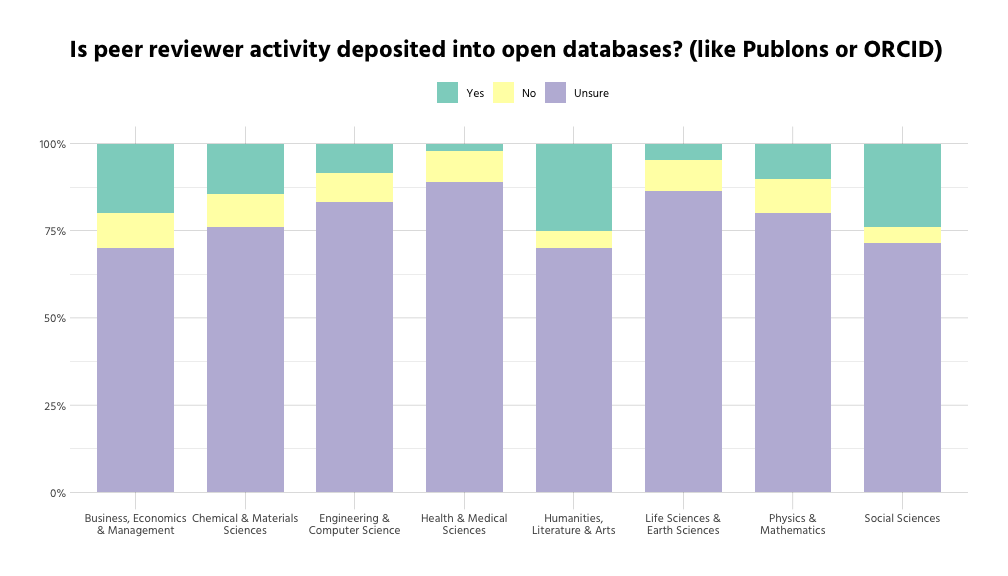 Is peer reviewer activity deposited into open databases? (like Publons or ORCID)
Yes No Unsure
100%
75%
50%
25%
0%
Business, Economics & Management
Chemical & Materials Sciences
Engineering & Computer Science
Health & Medical Sciences
Humanities, Literature & Arts
Life Sciences & Earth Sciences
Physics & Mathematics
Social Sciences